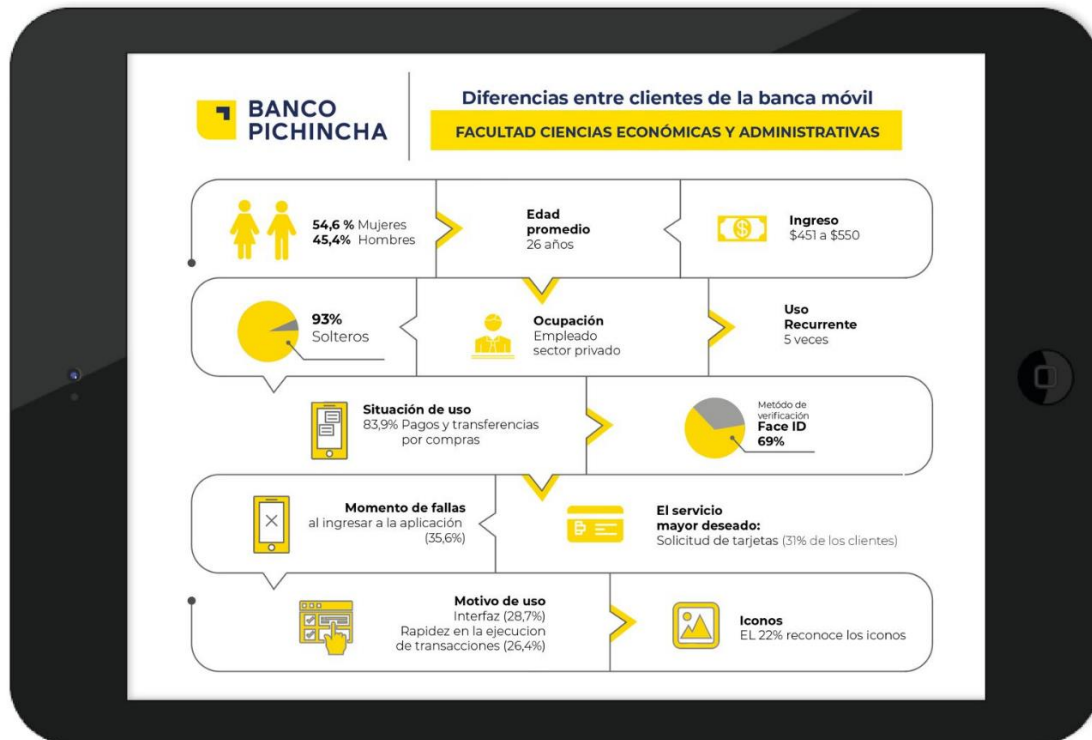 BANCO
PICHINCHA
Diferencias entre clientes de la banca móvil
FACULTAD CIENCIAS ECONÓMICAS Y ADMINISTRATIVAS
54,6 % Mujeres
45,4% Hombres
Edad
promedio
26 años
Ingreso
$451 a $550
93%
Solteros
Ocupación
Empleado
sector privado
Uso
Recurrente
5 veces
Situación de uso
83,9% Pagos y transferencias
por compras
Metódo de
verificación
Face ID
69%
Momento de fallas
al ingresar a la aplicación
(35,6%)
El servicio
mayor deseado:
Solicitud de tarjetas (31% de los clientes)
Motivo de uso
Interfaz (28,7%)
Rapidez en la ejecucion
de transacciones (26,4%)
Iconos
EL 22% reconoce los iconos